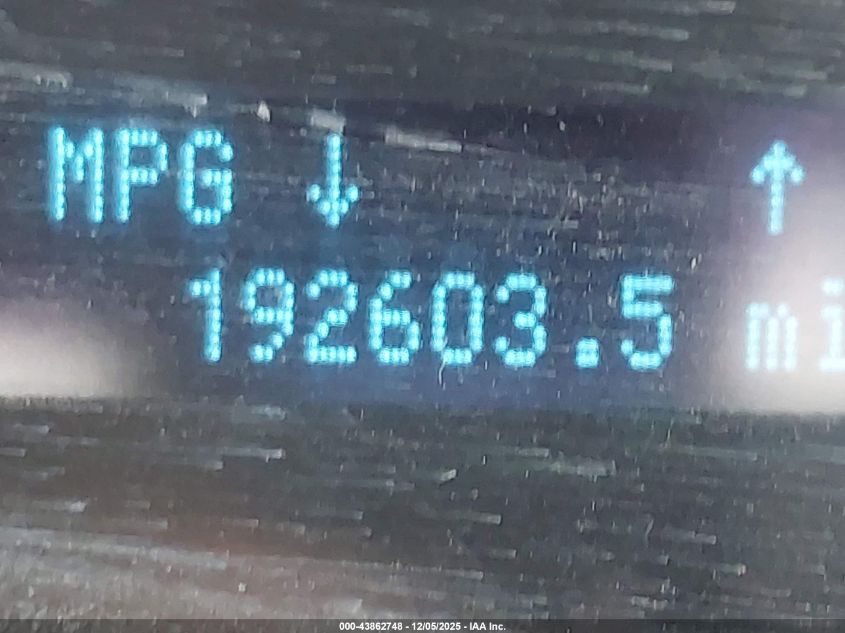 MPG ↓ ↑
192603.5 mi
000-43862748 - 12/05/2025 - IAA Inc.